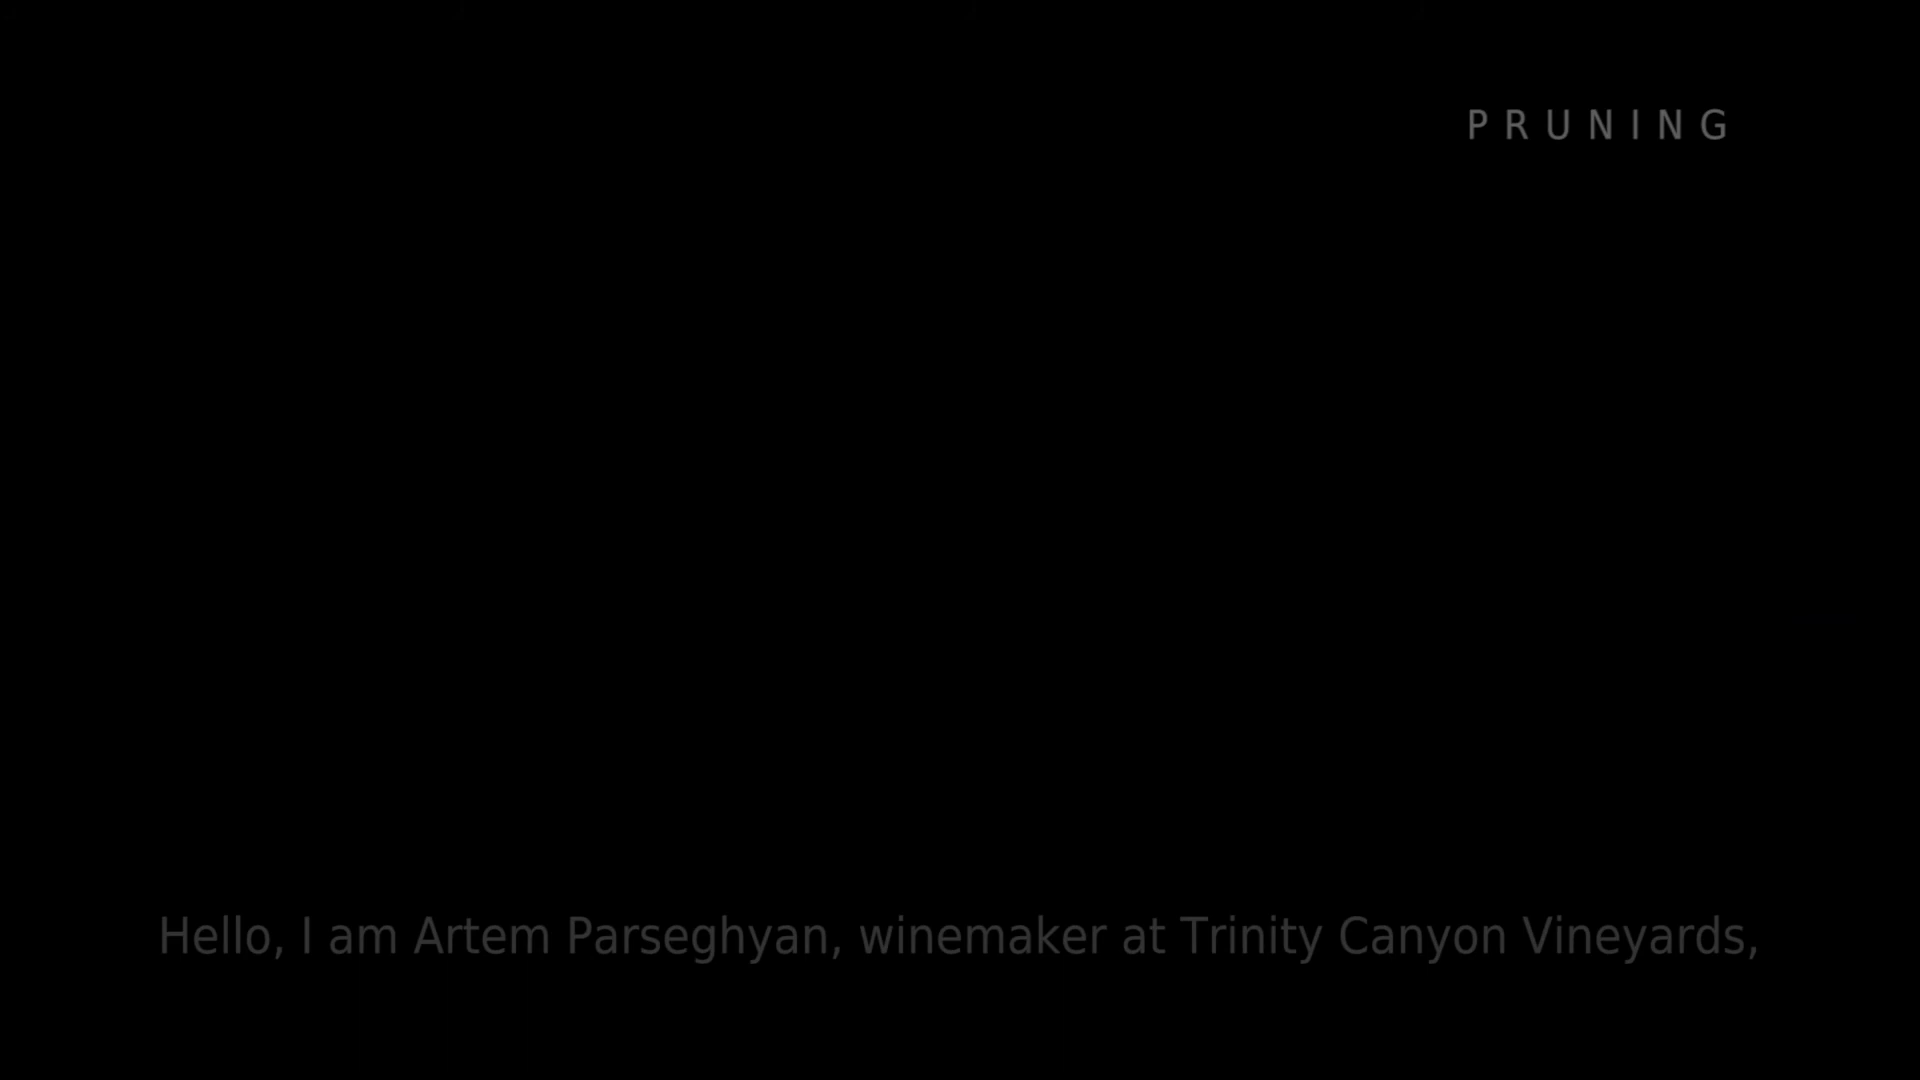 PRUNING
Hello, I am Artem Parseghyan, winemaker at Trinity Canyon Vineyards,